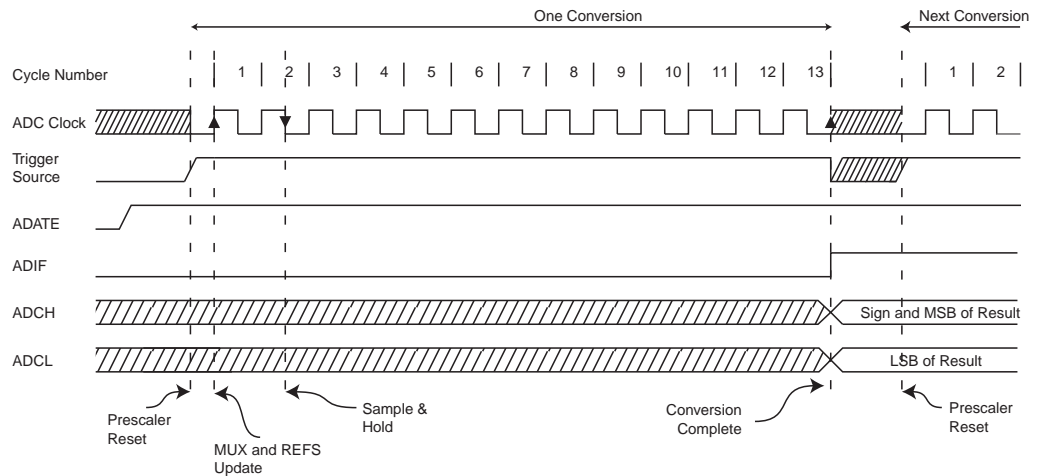 One Conversion
Next Conversion
Cycle Number
1 2 3 4 5 6 7 8 9 10 11 12 13 1 2
ADC Clock
Trigger
Source
ADATE
ADIF
ADCH
Sign and MSB of Result
ADCL
LSB of Result
Prescaler
Reset
MUX and REFS
Update
Sample &
Hold
Conversion
Complete
Prescaler
Reset